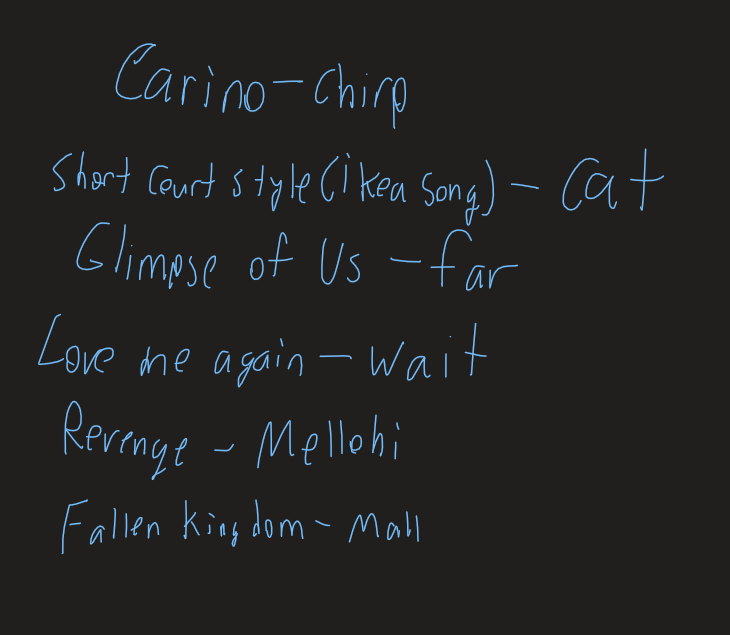 Carino - Chirp
Short Court style (ikea song) - Cat
Glimpse of Us - far
Love me again - wait
Revenge - Mellohi
Fallen kingdom - Mall